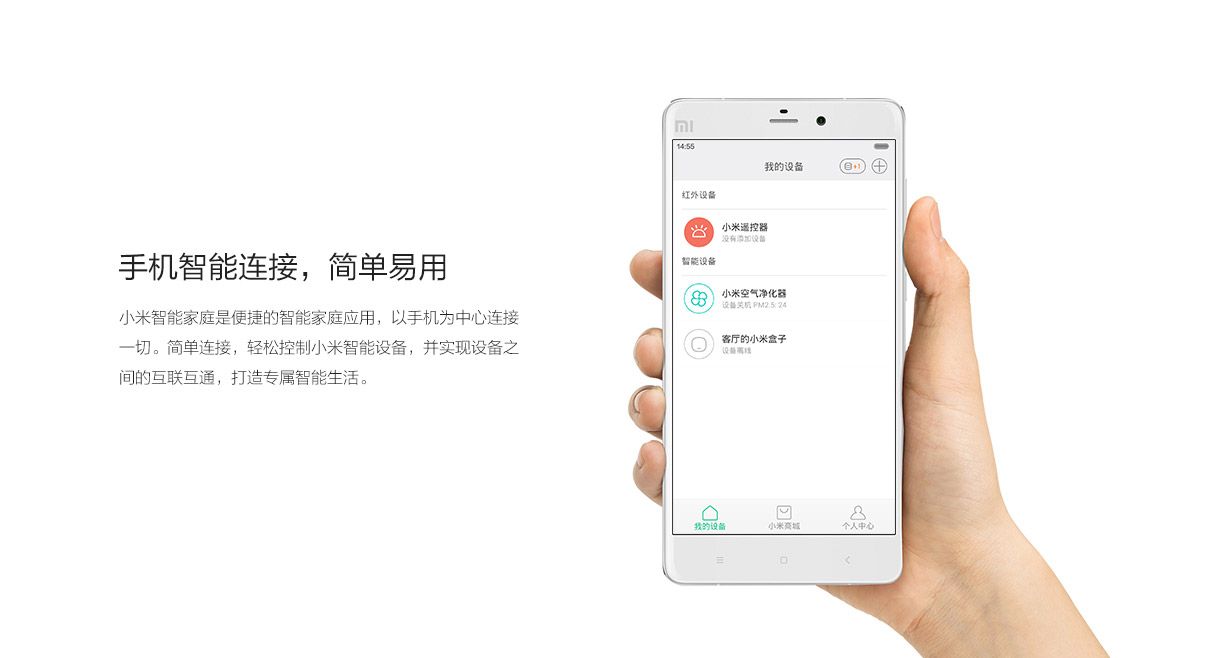 手机智能连接，简单易用
小米智能家庭是便捷的智能家庭应用，以手机为中心连接
一切。简单连接，轻松控制小米智能设备，并实现设备之
间的互联互通，打造专属智能生活。
mi
14:55
我的设备
+1
红外设备
小米遥控器
没有添加设备
智能设备
小米空气净化器
设备关机 PM2.5: 24
客厅的小米盒子
设备离线
我的设备
小米商城
个人中心